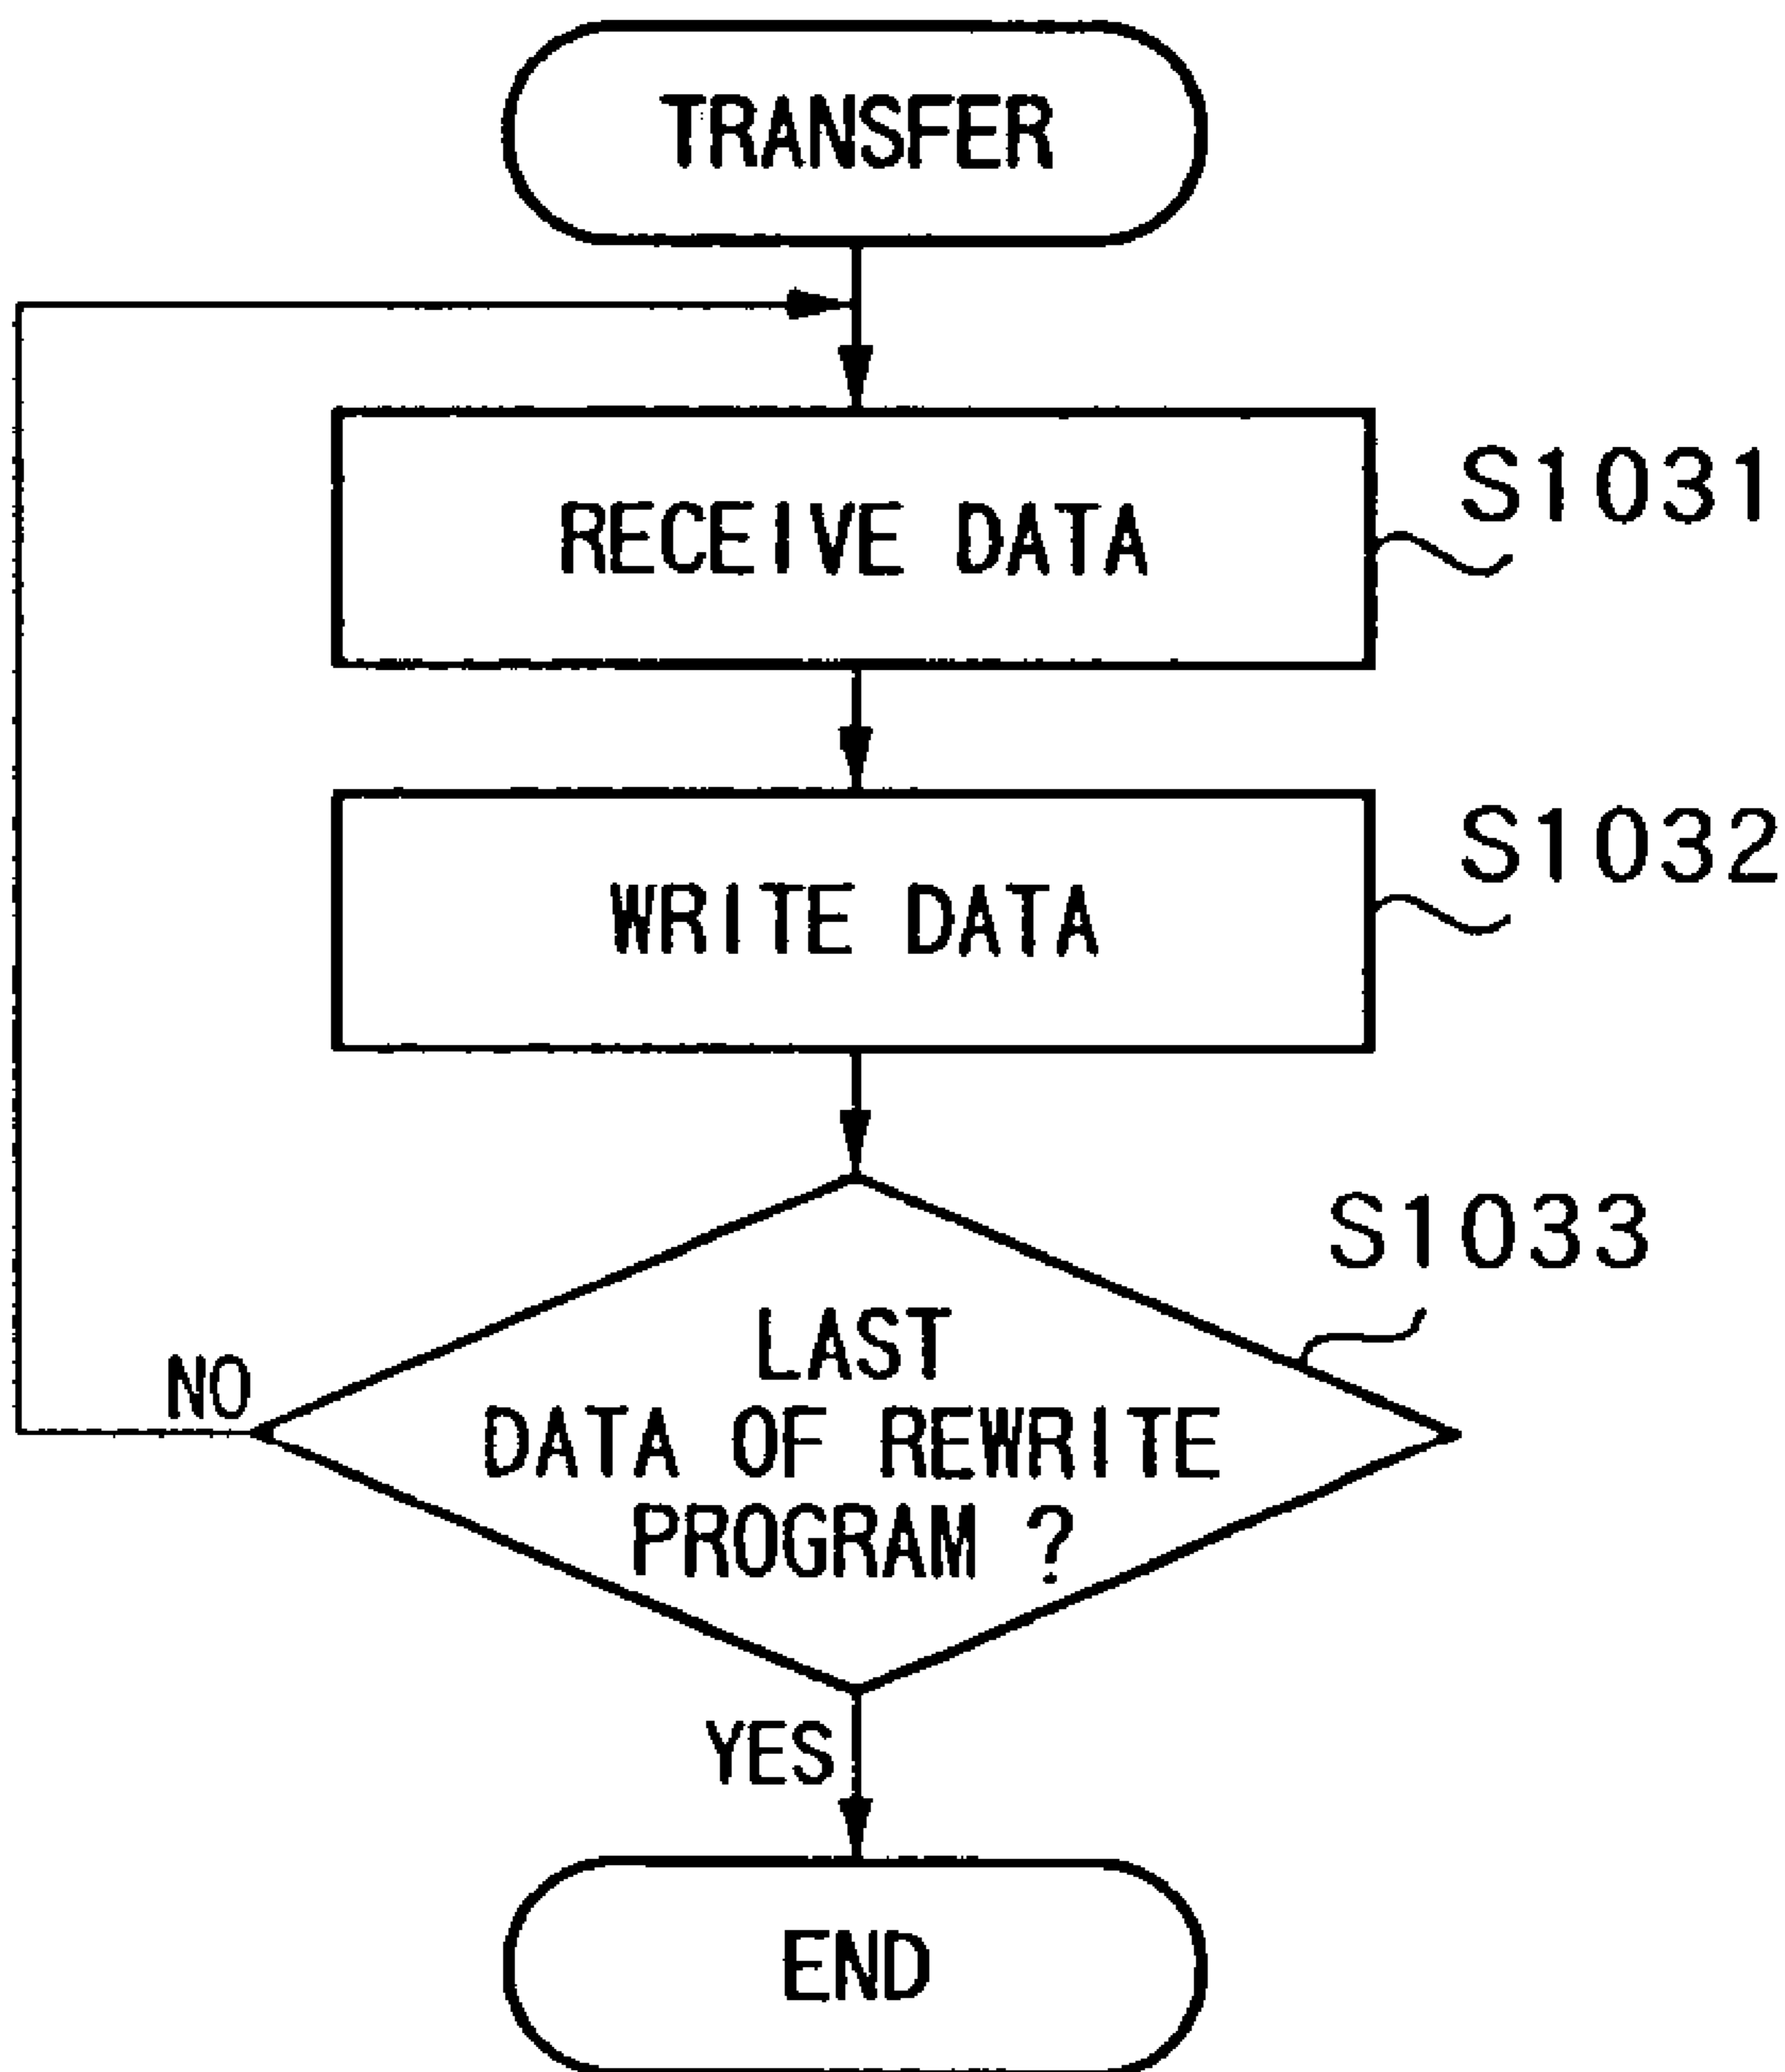 TRANSFER
RECEIVE DATA
S1031
WRITE DATA
S1032
S1033
LAST
DATA OF REWRITE
PROGRAM ?
NO
YES
END